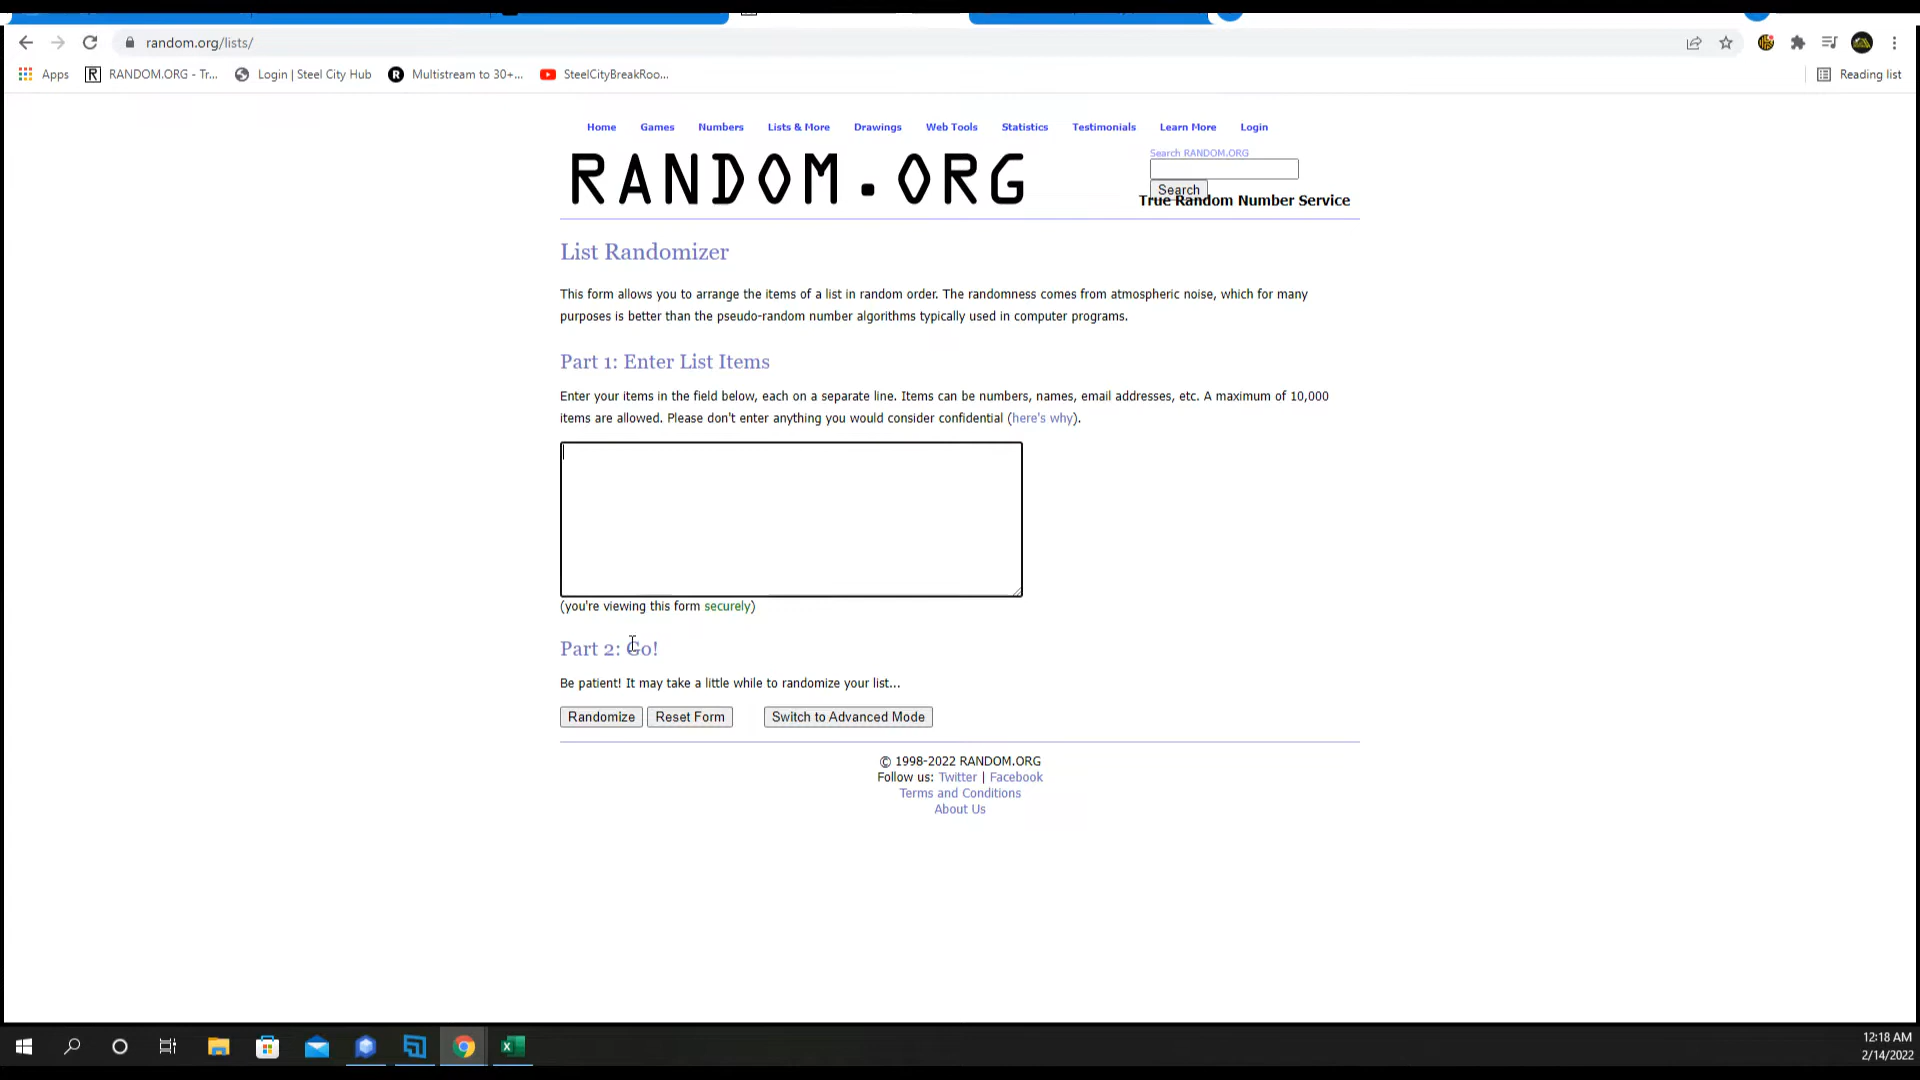 random.org/lists/
Apps RANDOM.ORG - Tr... Login | Steel City Hub Multistream to 30+... SteelCityBreakRoo... Reading list
Home Games Numbers Lists & More Drawings Web Tools Statistics Testimonials Learn More Login
RANDOM.ORG
Search RANDOM.ORG
Search
True Random Number Service
List Randomizer
This form allows you to arrange the items of a list in random order. The randomness comes from atmospheric noise, which for many
purposes is better than the pseudo-random number algorithms typically used in computer programs.
Part 1: Enter List Items
Enter your items in the field below, each on a separate line. Items can be numbers, names, email addresses, etc. A maximum of 10,000
items are allowed. Please don't enter anything you would consider confidential (here's why).
(you're viewing this form securely)
Part 2: Go!
Be patient! It may take a little while to randomize your list...
Randomize Reset Form Switch to Advanced Mode
© 1998-2022 RANDOM.ORG
Follow us: Twitter | Facebook
Terms and Conditions
About Us
12:18 AM
2/14/2022